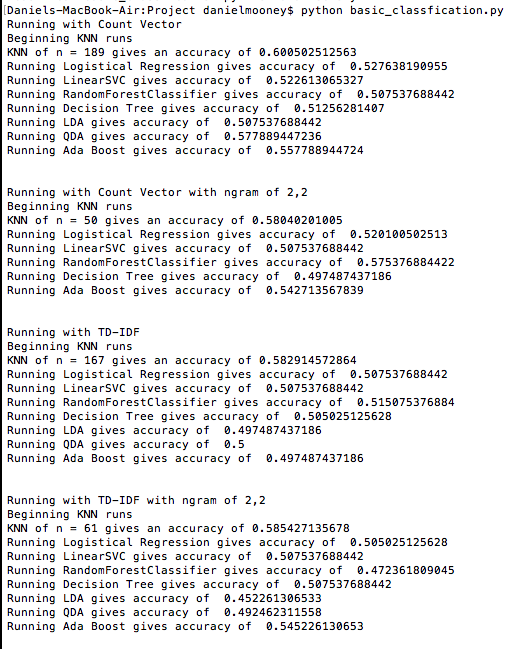 Daniels-MacBook-Air:Project danielmooney$ python basic_classfication.py
Running with Count Vector
Beginning KNN runs
KNN of n = 189 gives an accuracy of 0.600502512563
Running Logistical Regression gives accuracy of  0.527638190955
Running LinearSVC gives accuracy of  0.522613065327
Running RandomForestClassifier gives accuracy of  0.507537688442
Running Decision Tree gives accuracy of  0.51256281407
Running LDA gives accuracy of  0.507537688442
Running QDA gives accuracy of  0.577889447236
Running Ada Boost gives accuracy of  0.557788944724
Running with Count Vector with ngram of 2,2
Beginning KNN runs
KNN of n = 50 gives an accuracy of 0.58040201005
Running Logistical Regression gives accuracy of  0.520100502513
Running LinearSVC gives accuracy of  0.507537688442
Running RandomForestClassifier gives accuracy of  0.575376884422
Running Decision Tree gives accuracy of  0.497487437186
Running Ada Boost gives accuracy of  0.542713567839
Running with TD-IDF
Beginning KNN runs
KNN of n = 167 gives an accuracy of 0.582914572864
Running Logistical Regression gives accuracy of  0.507537688442
Running LinearSVC gives accuracy of  0.507537688442
Running RandomForestClassifier gives accuracy of  0.515075376884
Running Decision Tree gives accuracy of  0.505025125628
Running LDA gives accuracy of  0.497487437186
Running QDA gives accuracy of  0.5
Running Ada Boost gives accuracy of  0.497487437186
Running with TD-IDF with ngram of 2,2
Beginning KNN runs
KNN of n = 61 gives an accuracy of 0.585427135678
Running Logistical Regression gives accuracy of  0.505025125628
Running LinearSVC gives accuracy of  0.507537688442
Running RandomForestClassifier gives accuracy of  0.472361809045
Running Decision Tree gives accuracy of  0.507537688442
Running LDA gives accuracy of  0.452261306533
Running QDA gives accuracy of  0.492462311558
Running Ada Boost gives accuracy of  0.545226130653